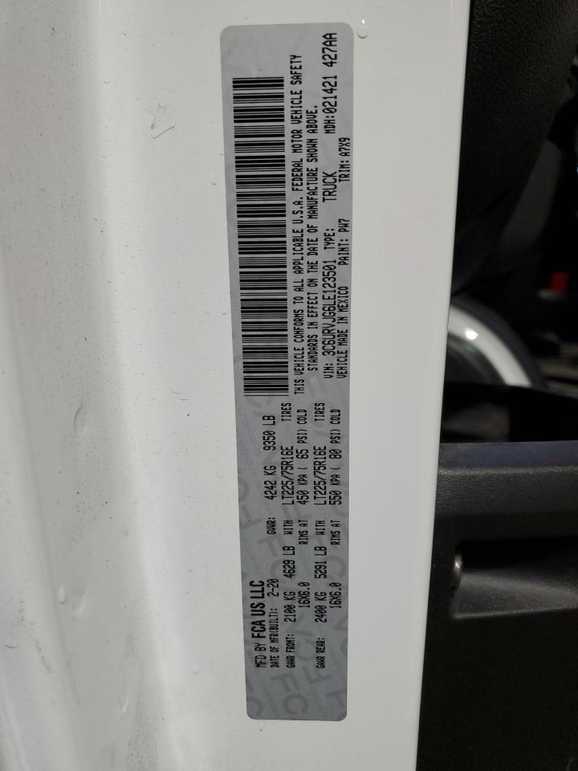 MFD BY FCA US LLC
DATE OF MFR(BUILT): 2-20 GVWR: 4242 KG 9350 LB
GAWR FRONT: 2100 KG 4629 LB WITH LT225/75R16E TIRES
16X6.0 RIMS AT 450 KPA ( 65 PSI) COLD
GAWR REAR: 2400 KG 5291 LB WITH LT225/75R16E TIRES
16X6.0 RIMS AT 550 KPA ( 80 PSI) COLD
THIS VEHICLE CONFORMS TO ALL APPLICABLE U.S.A. FEDERAL MOTOR VEHICLE SAFETY
STANDARDS IN EFFECT ON THE DATE OF MANUFACTURE SHOWN ABOVE.
VIN: 3C6URVJG6LE123501 TYPE: TRUCK MDH:021421 427AA
VEHICLE MADE IN MEXICO PAINT: PW7 TRIM: A7X9